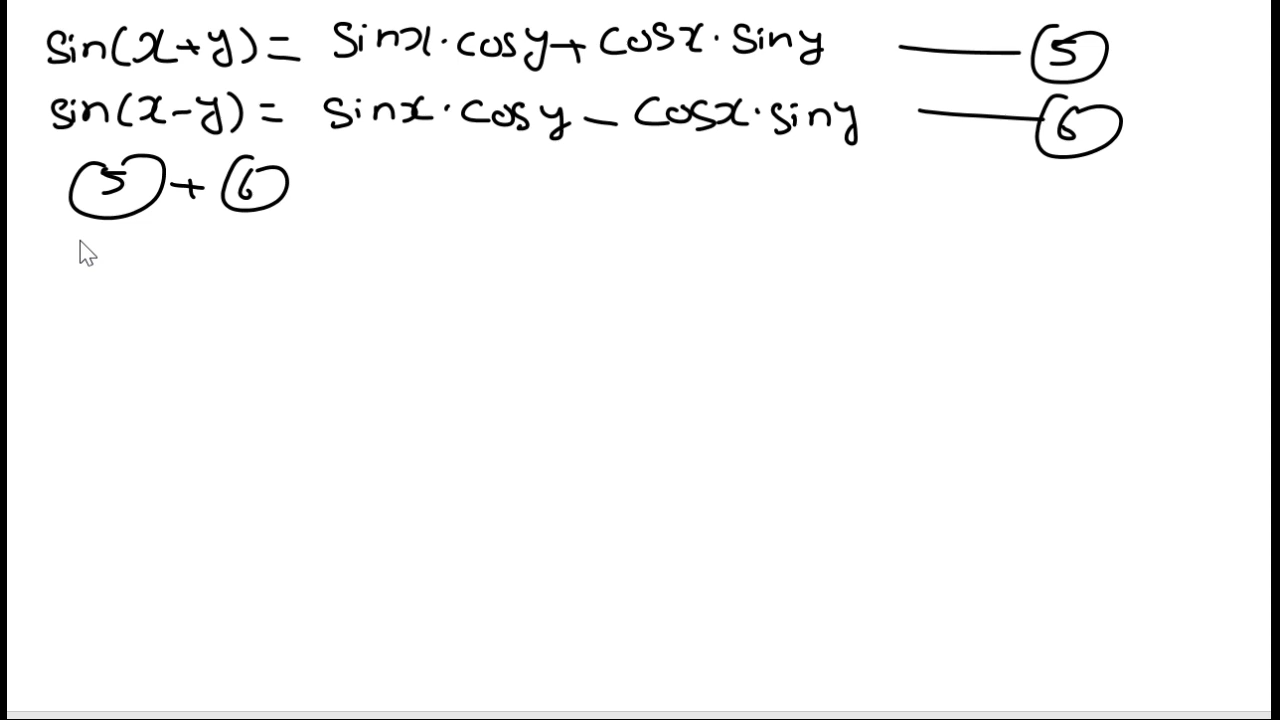 sin(x+y) = sinx·cosy + cosx·siny —— ⑤
sin(x-y) = sinx·cosy - cosx·siny —— ⑥
⑤ + ⑥